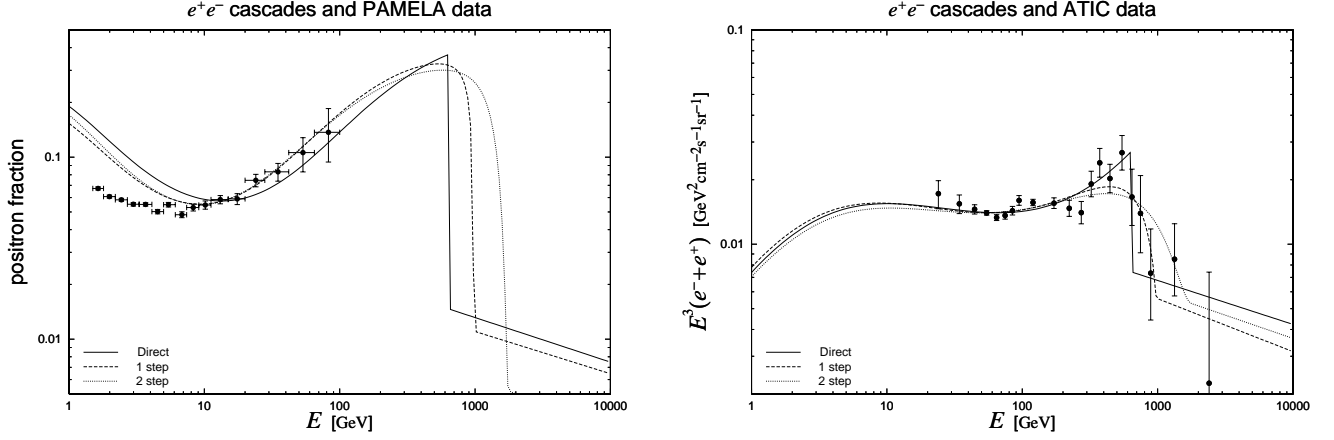 e⁺e⁻ cascades and PAMELA data
positron fraction
0.1
0.01
Direct
1 step
2 step
1 10 100 1000 10000
E [GeV]
e⁺e⁻ cascades and ATIC data
E³(e⁻+e⁺) [GeV²cm⁻²s⁻¹sr⁻¹]
0.1
0.01
Direct
1 step
2 step
1 10 100 1000 10000
E [GeV]